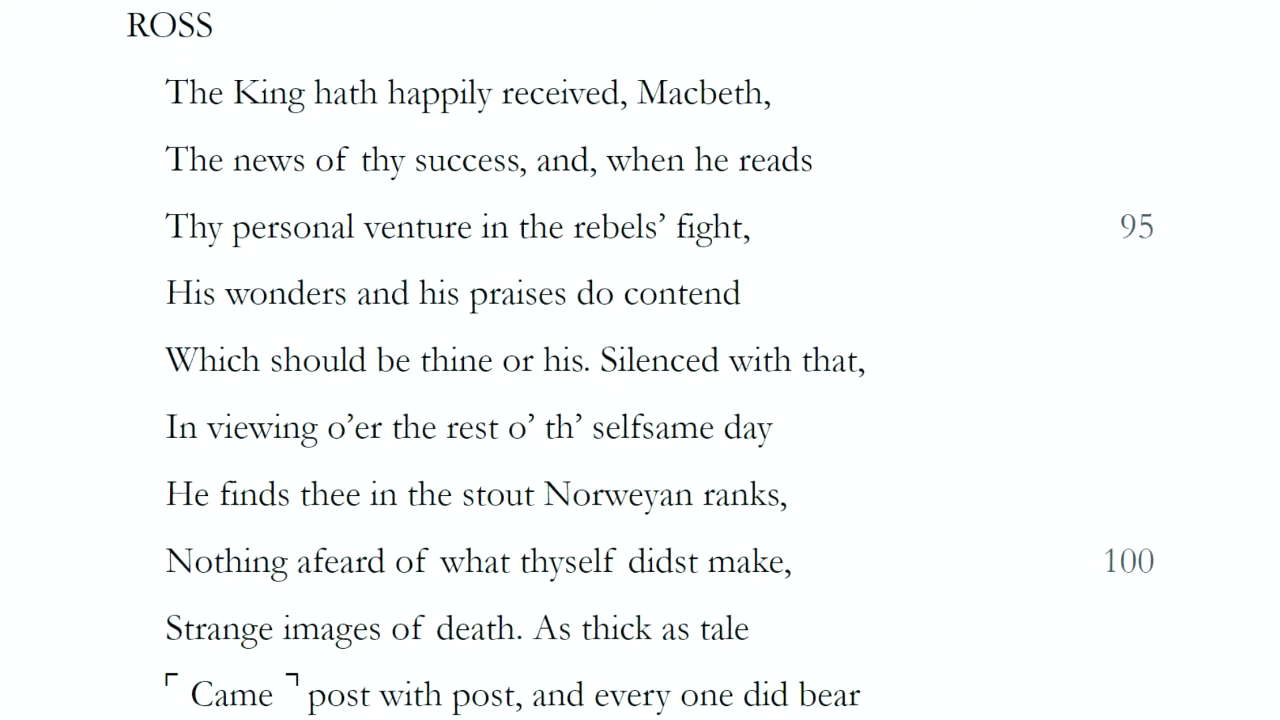 ROSS
The King hath happily received, Macbeth,
The news of thy success, and, when he reads
Thy personal venture in the rebels’ fight, 95
His wonders and his praises do contend
Which should be thine or his. Silenced with that,
In viewing o’er the rest o’ th’ selfsame day
He finds thee in the stout Norweyan ranks,
Nothing afeard of what thyself didst make, 100
Strange images of death. As thick as tale
⌜Came⌝ post with post, and every one did bear